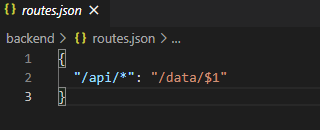 {} routes.json ×
backend > {} routes.json > ...
1 {
2 "/api/*": "/data/$1"
3 }